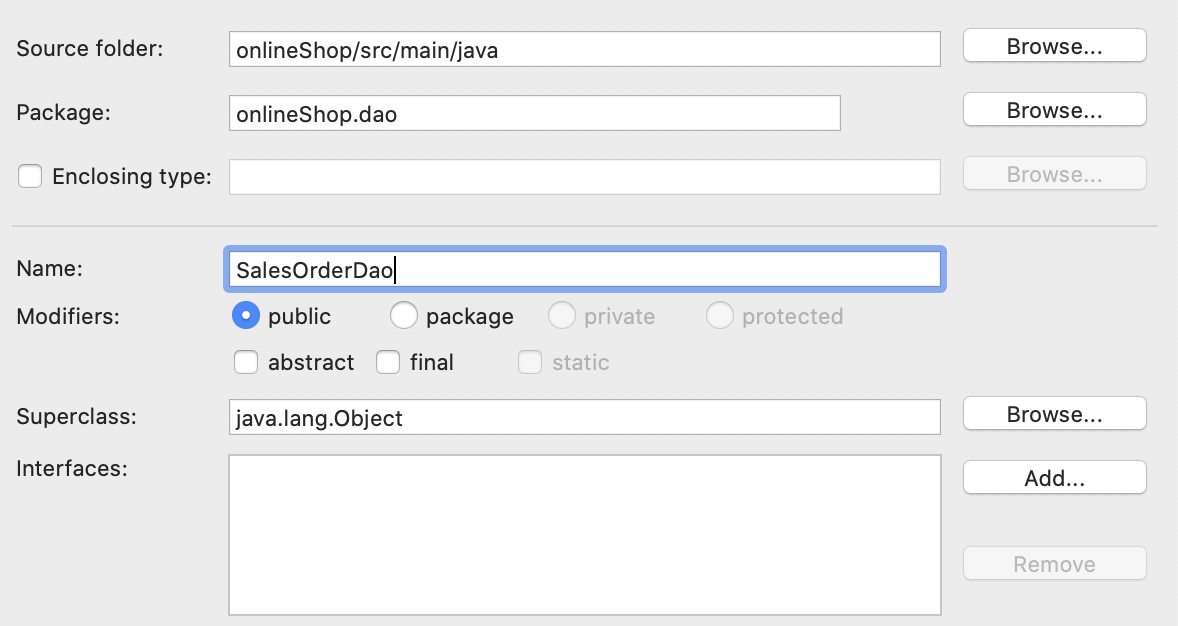 Source folder: onlineShop/src/main/java Browse...
Package: onlineShop.dao Browse...
Enclosing type: Browse...
Name: SalesOrderDao
Modifiers: public package private protected
abstract final static
Superclass: java.lang.Object Browse...
Interfaces: Add...
Remove